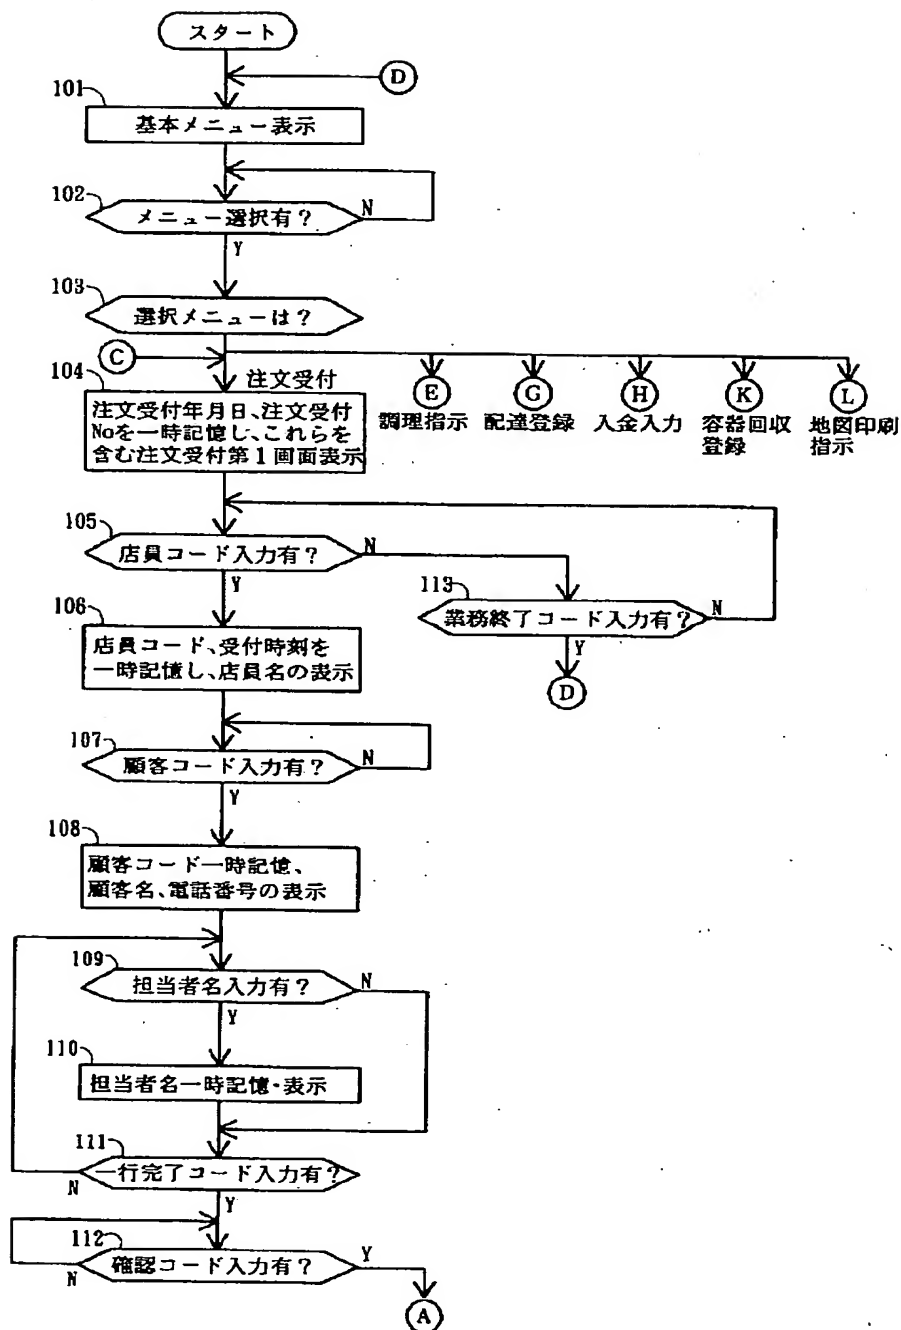 スタート
D
101
基本メニュー表示
102
メニュー選択有?
N
Y
103
選択メニューは?
C
104
注文受付
注文受付年月日、注文受付
Noを一時記憶し、これらを
含む注文受付第1画面表示
E
調理指示
G
配達登録
H
入金入力
K
容器回収
登録
L
地図印刷
指示
105
店員コード入力有?
N
Y
113
業務終了コード入力有?
N
Y
D
106
店員コード、受付時刻を
一時記憶し、店員名の表示
107
顧客コード入力有?
N
Y
108
顧客コード一時記憶、
顧客名、電話番号の表示
109
担当者名入力有?
N
Y
110
担当者名一時記憶・表示
111
一行完了コード入力有?
N
Y
112
確認コード入力有?
N
Y
A